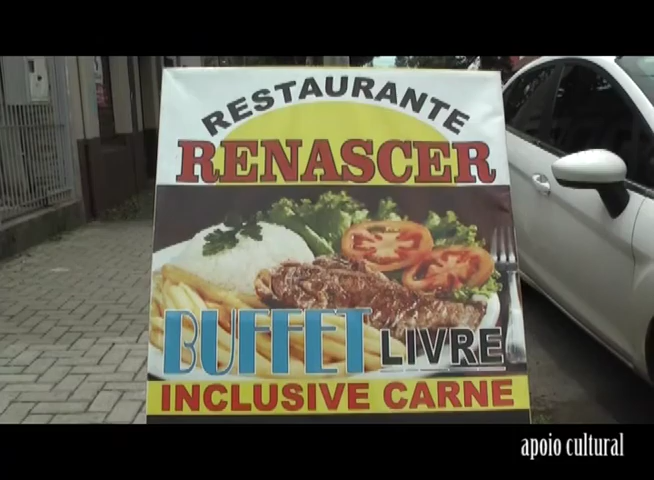 RESTAURANTE
RENASCER
BUFFET LIVRE
INCLUSIVE CARNE
apoio cultural